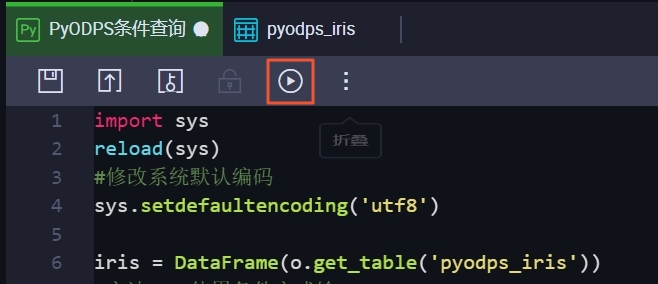 Py PyODPS条件查询 pyodps_iris
折叠
1 import sys
2 reload(sys)
3 #修改系统默认编码
4 sys.setdefaultencoding('utf8')
5
6 iris = DataFrame(o.get_table('pyodps_iris'))